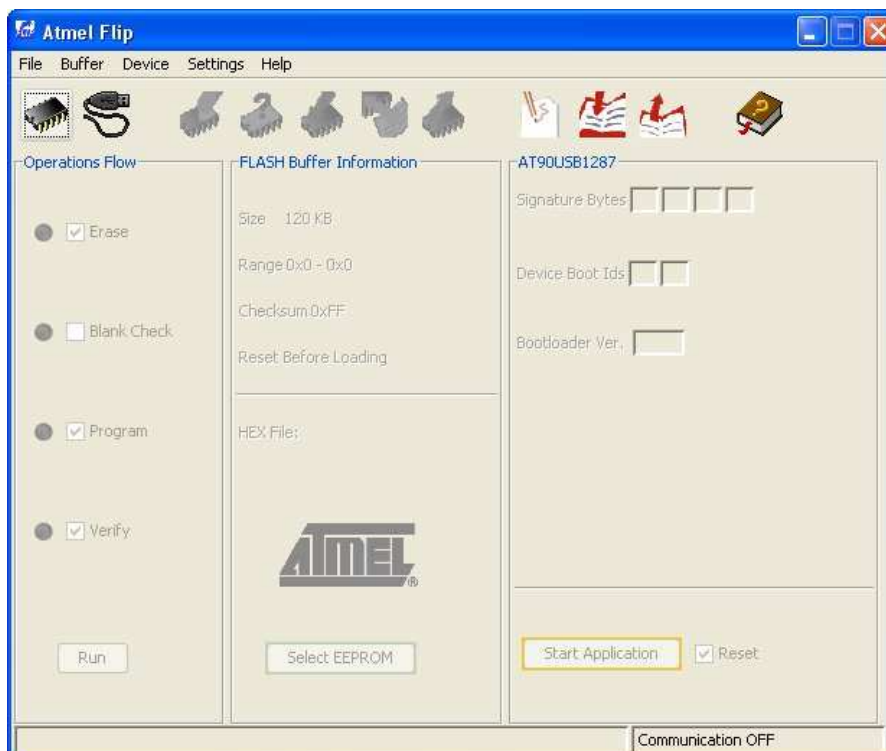 Atmel Flip
File Buffer Device Settings Help
Operations Flow
Erase
Blank Check
Program
Verify
Run
FLASH Buffer Information
Size 120 KB
Range 0x0 - 0x0
Checksum 0xFF
Reset Before Loading
HEX File:
ATMEL®
Select EEPROM
AT90USB1287
Signature Bytes
Device Boot Ids
Bootloader Ver.
Start Application
Reset
Communication OFF